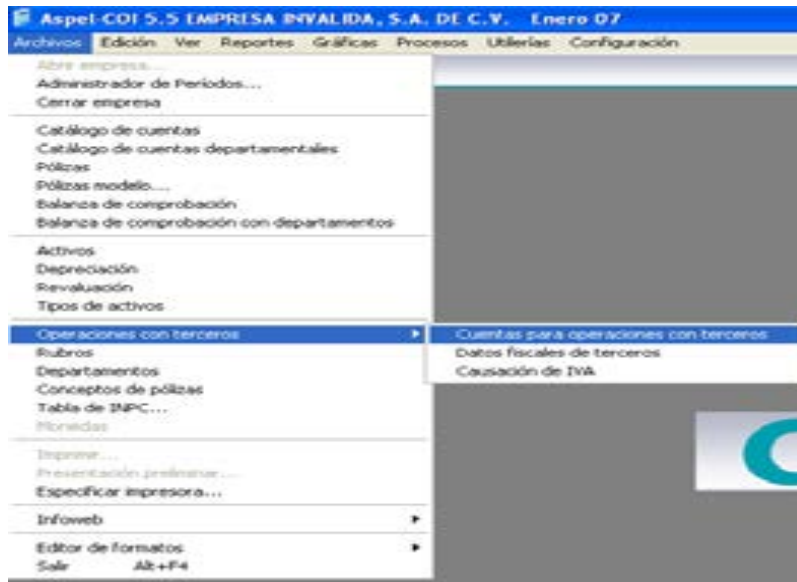 Aspel-COI 5.5 EMPRESA INVALIDA, S.A. DE C.V. Enero 07
Archivos Edición Ver Reportes Gráficas Procesos Utilerías Configuración
Abrir empresa...
Administrador de Períodos...
Cerrar empresa
Catálogo de cuentas
Catálogo de cuentas departamentales
Pólizas
Pólizas modelo...
Balanza de comprobación
Balanza de comprobación con departamentos
Activos
Depreciación
Revaluación
Tipos de activos
Operaciones con terceros
Cuentas para operaciones con terceros
Rubros
Datos fiscales de terceros
Departamentos
Causación de IVA
Conceptos de pólizas
Tabla de INPC...
Monedas
Imprimir...
Presentación preliminar...
Especificar impresora...
Infoweb
Editor de formatos
Salir Alt+F4